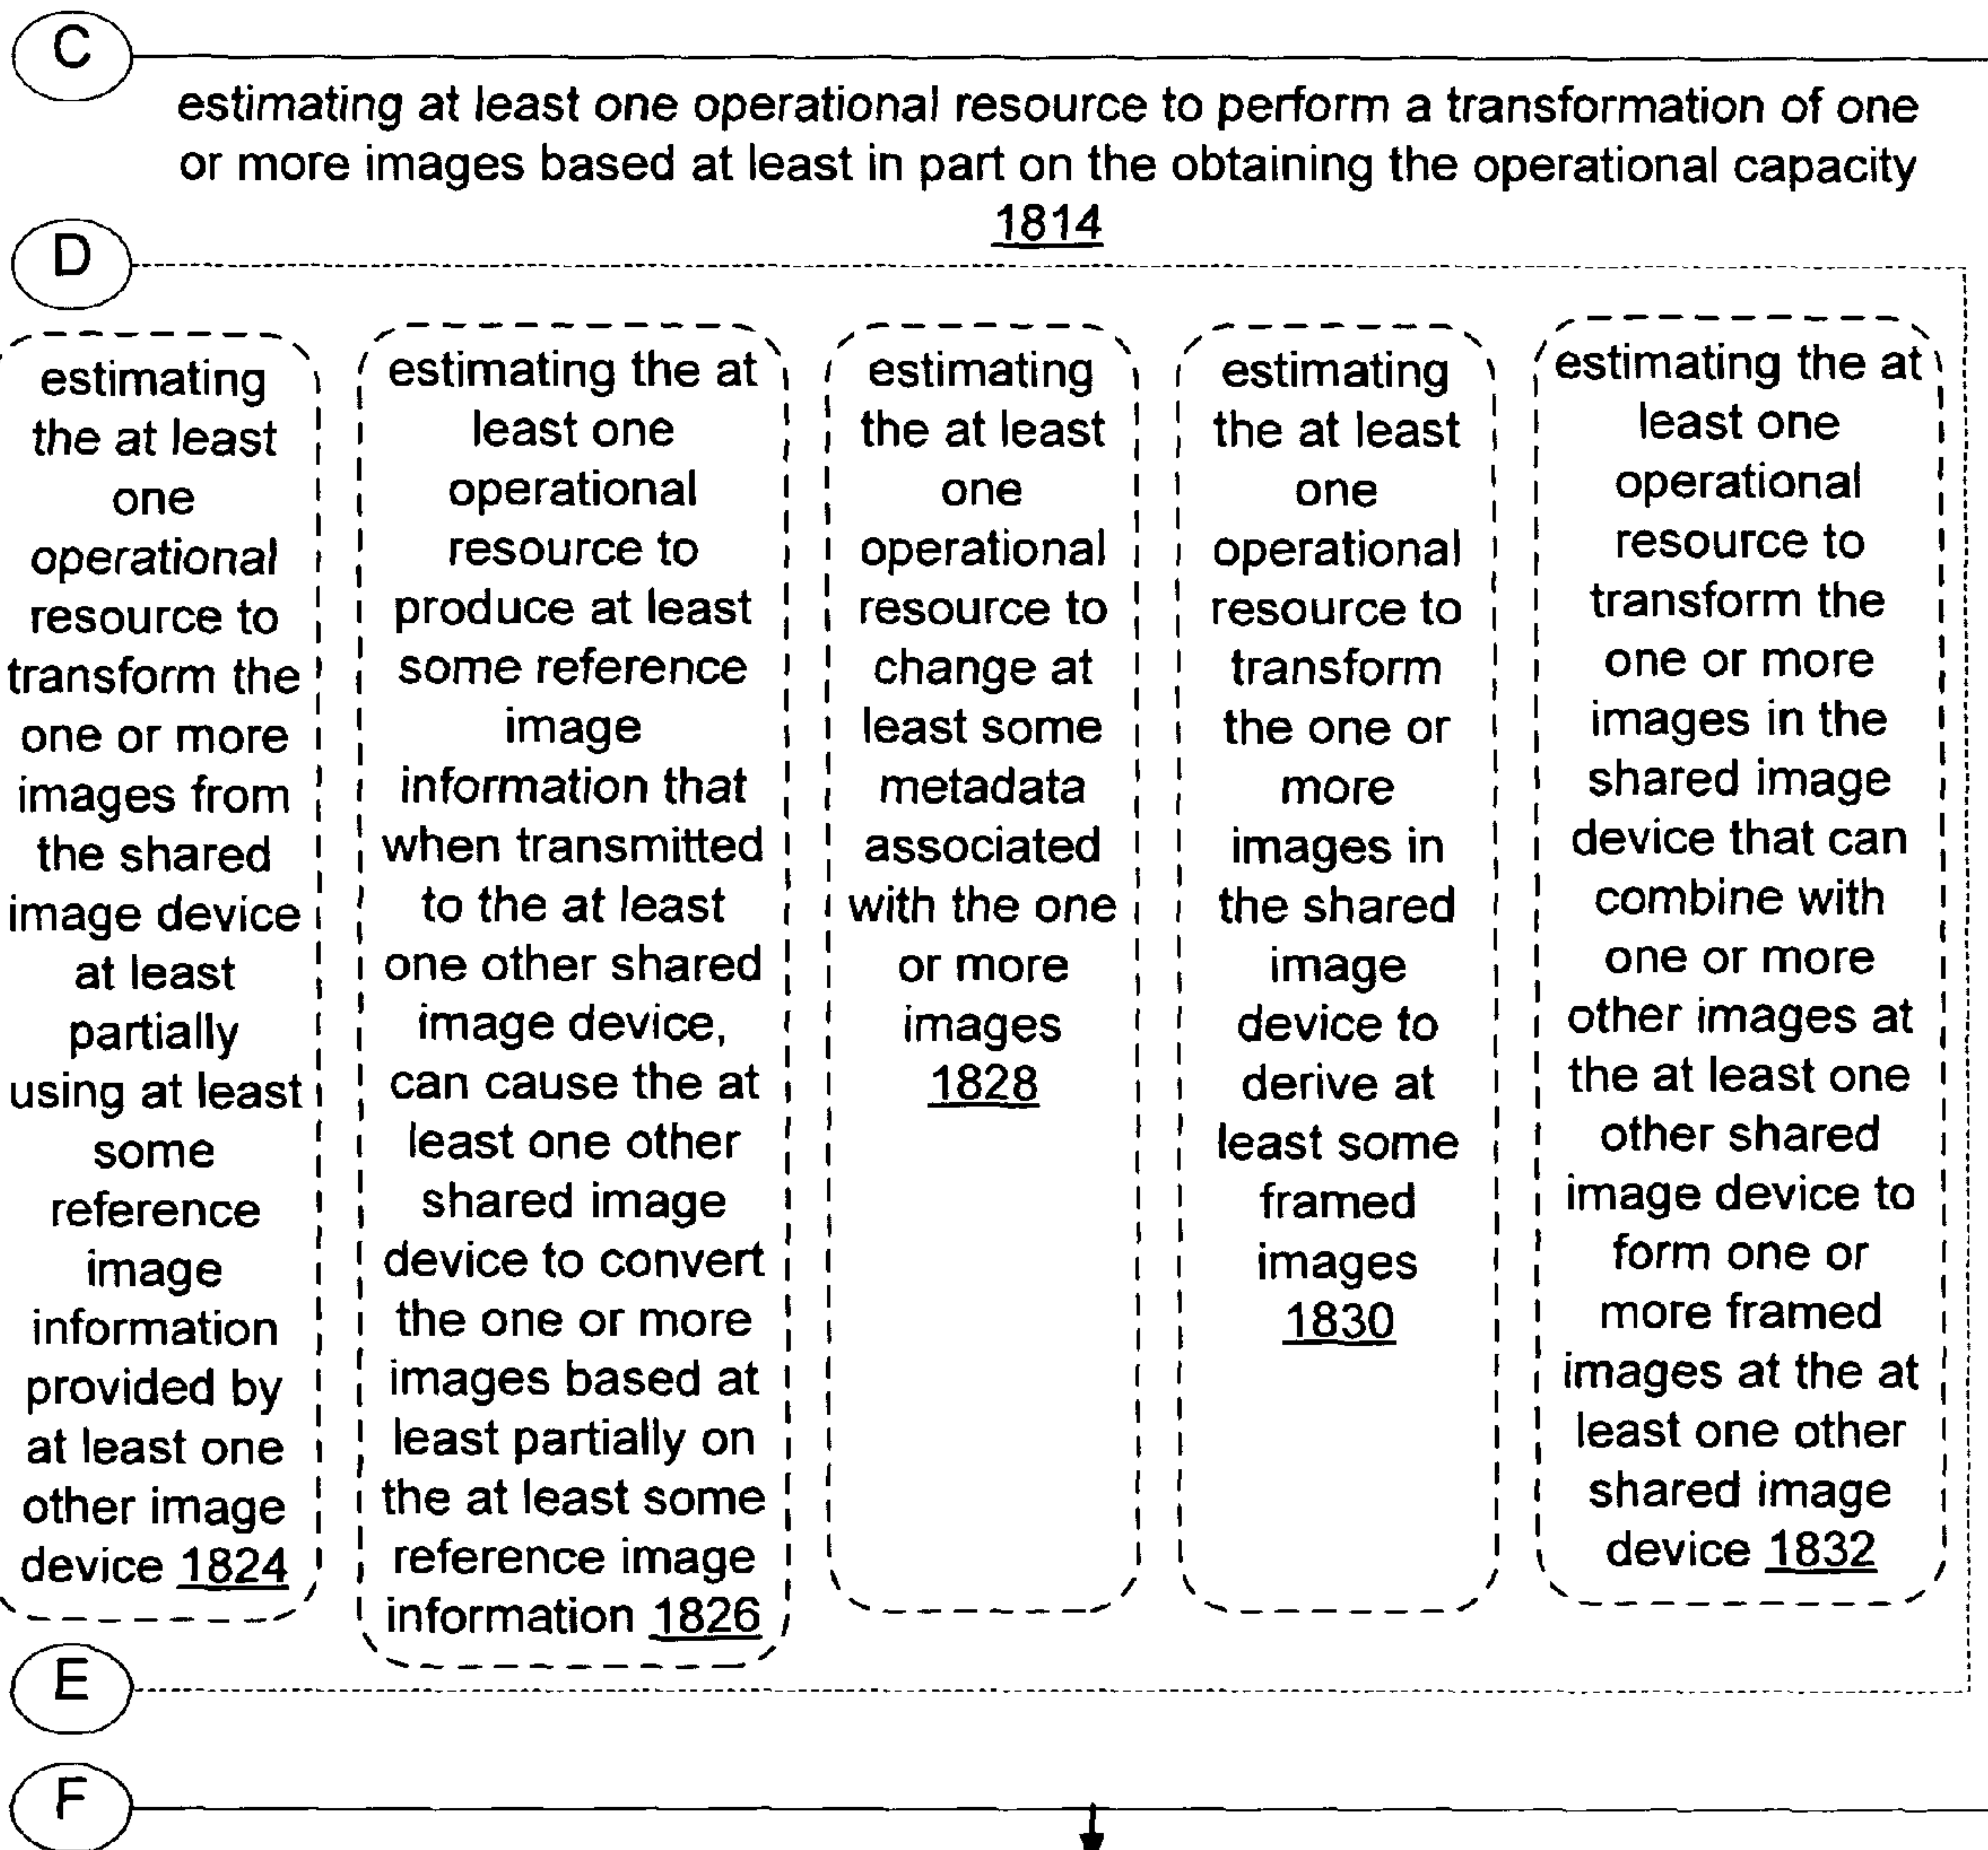 C
estimating at least one operational resource to perform a transformation of one
or more images based at least in part on the obtaining the operational capacity
1814
D
estimating
the at least
one
operational
resource to
transform the
one or more
images from
the shared
image device
at least
partially
using at least
some
reference
image
information
provided by
at least one
other image
device 1824
estimating the at
least one
operational
resource to
produce at least
some reference
image
information that
when transmitted
to the at least
one other shared
image device,
can cause the at
least one other
shared image
device to convert
the one or more
images based at
least partially on
the at least some
reference image
information 1826
estimating
the at least
one
operational
resource to
change at
least some
metadata
associated
with the one
or more
images
1828
estimating
the at least
one
operational
resource to
transform
the one or
more
images in
the shared
image
device to
derive at
least some
framed
images
1830
estimating the at
least one
operational
resource to
transform the
one or more
images in the
shared image
device that can
combine with
one or more
other images at
the at least one
other shared
image device to
form one or
more framed
images at the at
least one other
shared image
device 1832
E
F